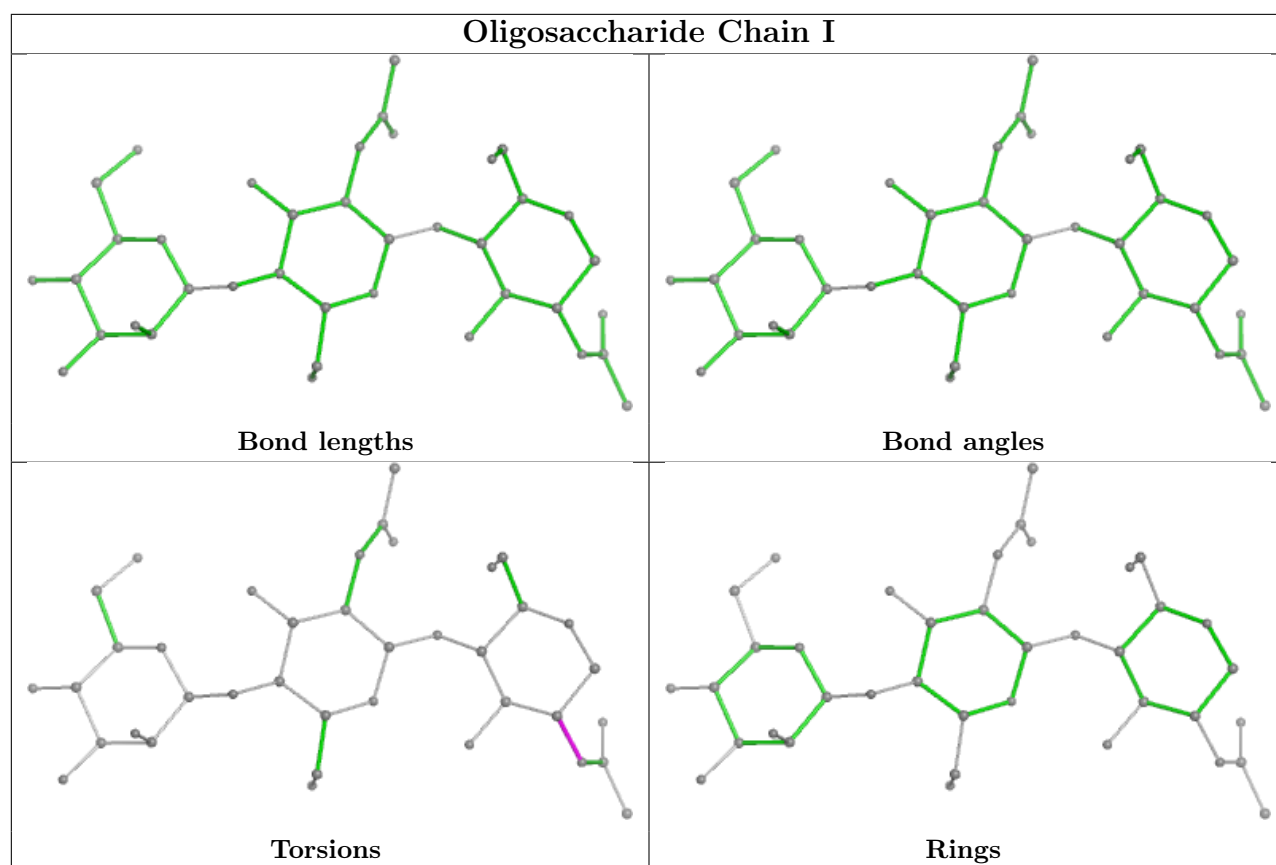 Oligosaccharide Chain I
Bond lengths
Bond angles
Torsions
Rings